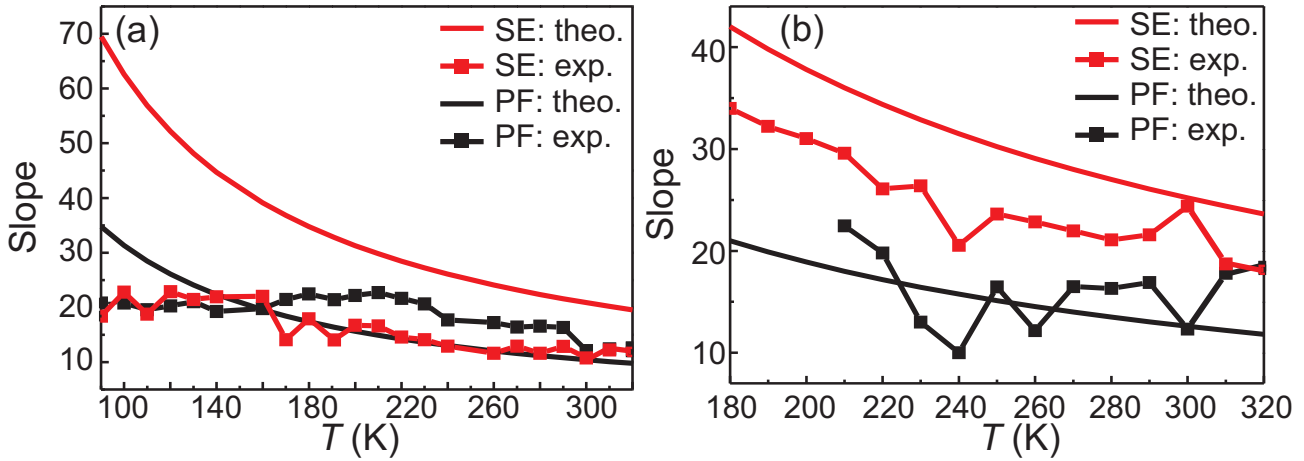 (a)
SE: theo.
SE: exp.
PF: theo.
PF: exp.
70
60
50
40
30
20
10
Slope
100 140 180 220 260 300
T (K)
(b)
SE: theo.
SE: exp.
PF: theo.
PF: exp.
40
30
20
10
Slope
180 200 220 240 260 280 300 320
T (K)